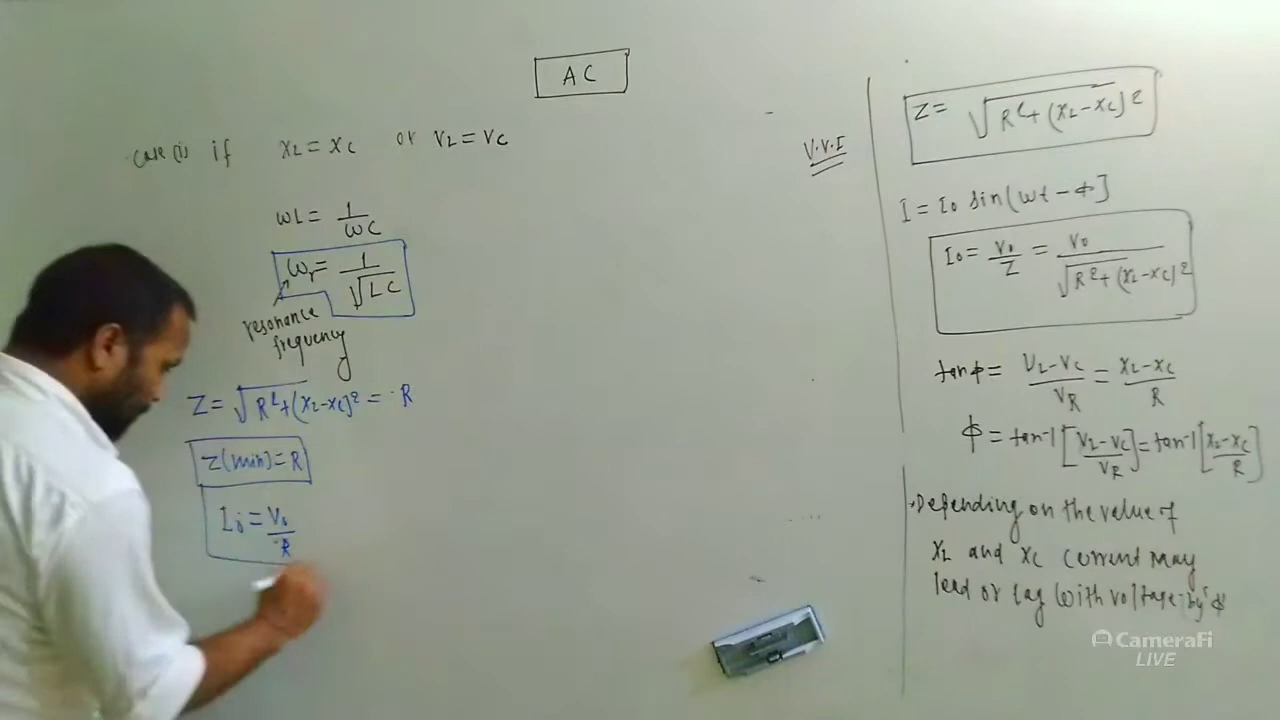 AC
case (i) if XL = XC or VL = VC
ωL = 1/ωC
ωr = 1/√LC
resonance
frequency
Z = √R²+(XL-XC)² = R
Z(min) = R
I0 = V0/R
V.V.I
Z = √R²+(XL-XC)²
I = I0 sin(ωt-ϕ]
I0 = V0/Z = V0/√R²+(XL-XC)²
tanϕ = VL-VC/VR = XL-XC/R
ϕ = tan-1[VL-VC/VR] = tan-1[XL-XC/R]
Depending on the value of
XL and XC current may
lead or lag with voltage by ϕ
CameraFi
LIVE